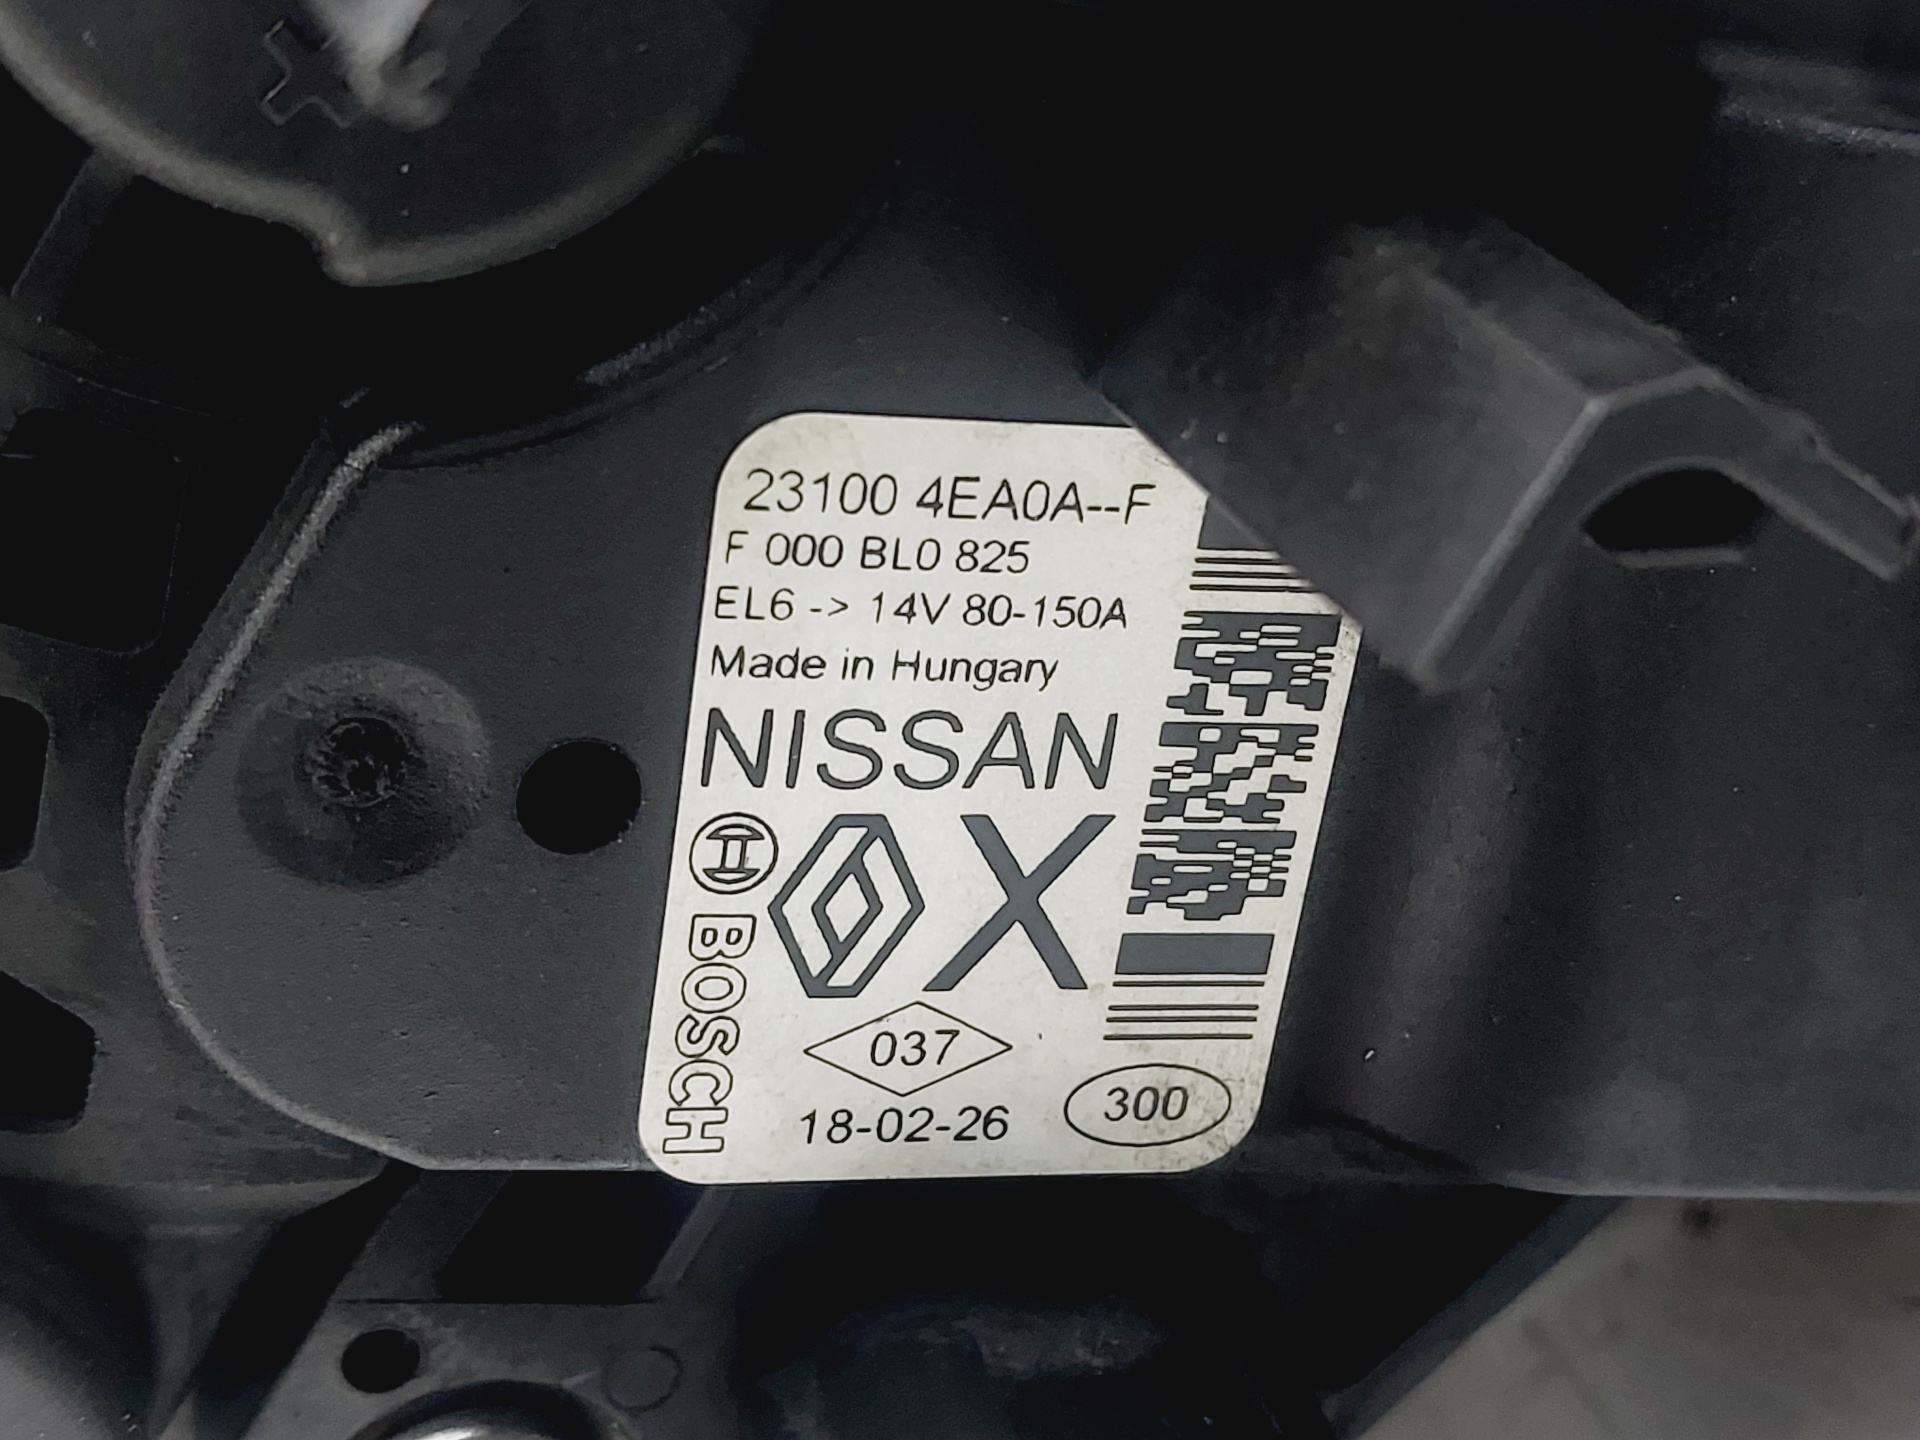 23100 4EA0A--F
F 000 BL0 825
EL6 -> 14V 80-150A
Made in Hungary
NISSAN
X
BOSCH
037
18-02-26
300